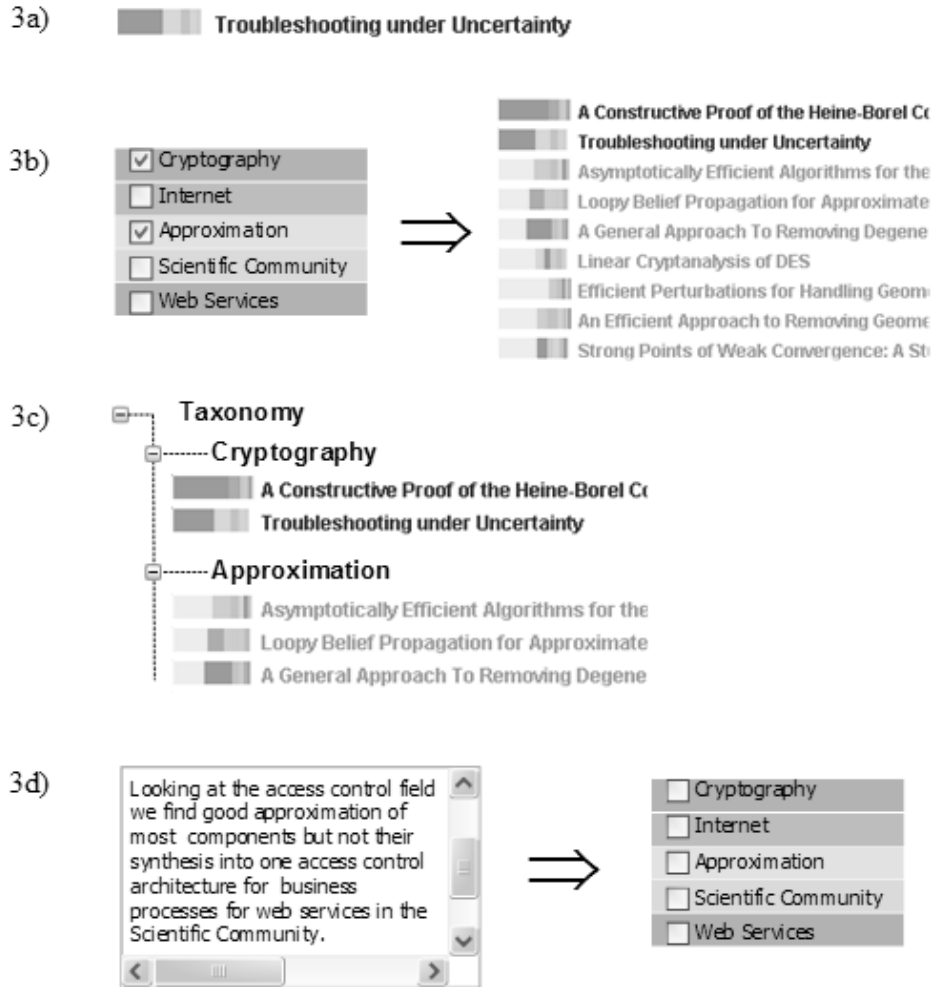 3a)
Troubleshooting under Uncertainty
3b)
Cryptography
Internet
Approximation
Scientific Community
Web Services
A Constructive Proof of the Heine-Borel
Troubleshooting under Uncertainty
Asymptotically Efficient Algorithms for the
Loopy Belief Propagation for Approximate
A General Approach To Removing Degene
Linear Cryptanalysis of DES
Efficient Perturbations for Handling Geom
An Efficient Approach to Removing Geome
Strong Points of Weak Convergence: A St
3c)
Taxonomy
Cryptography
A Constructive Proof of the Heine-Borel
Troubleshooting under Uncertainty
Approximation
Asymptotically Efficient Algorithms for the
Loopy Belief Propagation for Approximate
A General Approach To Removing Degene
3d)
Looking at the access control field
we find good approximation of
most components but not their
synthesis into one access control
architecture for business
processes for web services in the
Scientific Community.
Cryptography
Internet
Approximation
Scientific Community
Web Services